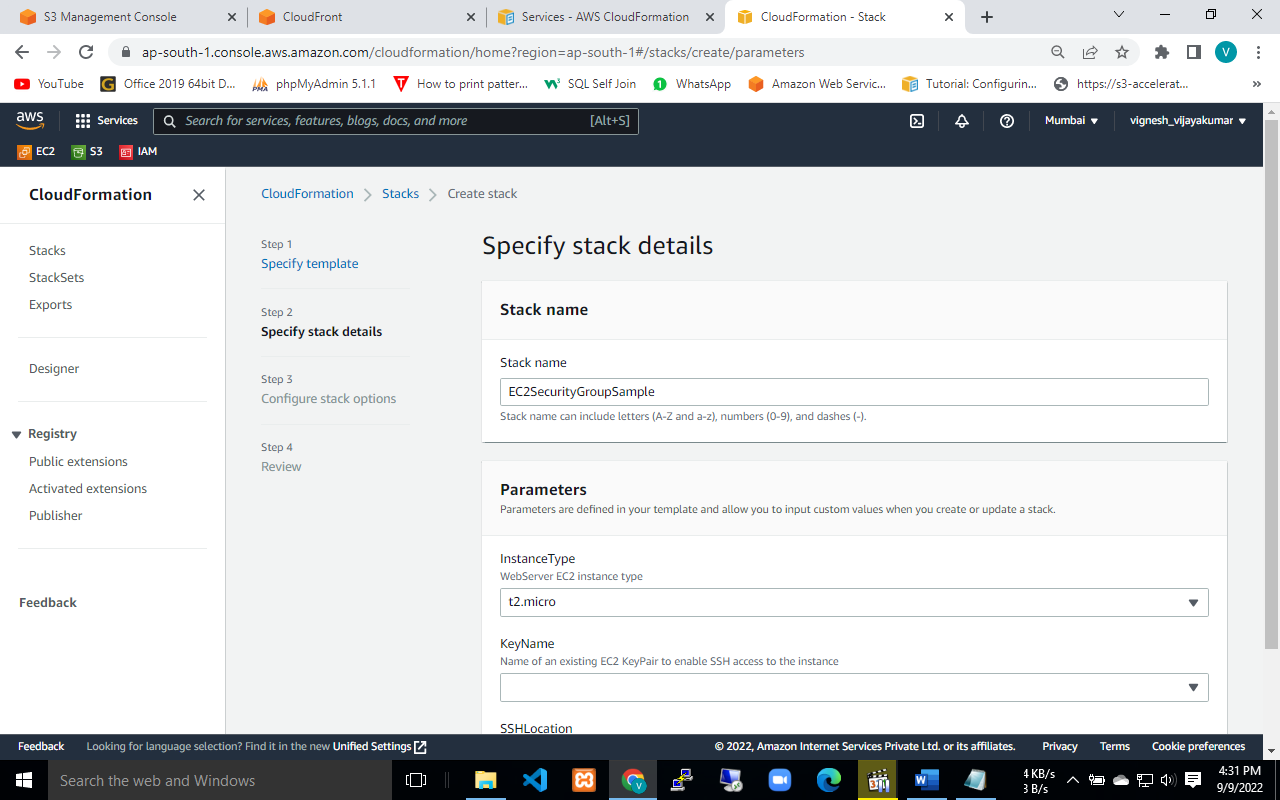 S3 Management Console
CloudFront
Services - AWS CloudFormation
CloudFormation - Stack
ap-south-1.console.aws.amazon.com/cloudformation/home?region=ap-south-1#/stacks/create/parameters
V
YouTube
Office 2019 64bit D...
phpMyAdmin 5.1.1
How to print patter...
SQL Self Join
WhatsApp
Amazon Web Servic...
Tutorial: Configurin...
https://s3-accelerat...
»
aws
Services
Search for services, features, blogs, docs, and more
[Alt+S]
Mumbai
vignesh_vijayakumar
EC2
S3
IAM
CloudFormation
Stacks
StackSets
Exports
Designer
Registry
Public extensions
Activated extensions
Publisher
Feedback
CloudFormation
Stacks
Create stack
Step 1
Specify template
Step 2
Specify stack details
Step 3
Configure stack options
Step 4
Review
Specify stack details
Stack name
Stack name
EC2SecurityGroupSample
Stack name can include letters (A-Z and a-z), numbers (0-9), and dashes (-).
Parameters
Parameters are defined in your template and allow you to input custom values when you create or update a stack.
InstanceType
WebServer EC2 instance type
t2.micro
KeyName
Name of an existing EC2 KeyPair to enable SSH access to the instance
SSHLocation
Feedback
Looking for language selection? Find it in the new Unified Settings
© 2022, Amazon Internet Services Private Ltd. or its affiliates.
Privacy
Terms
Cookie preferences
Search the web and Windows
4 KB/s
3 B/s
4:31 PM
9/9/2022